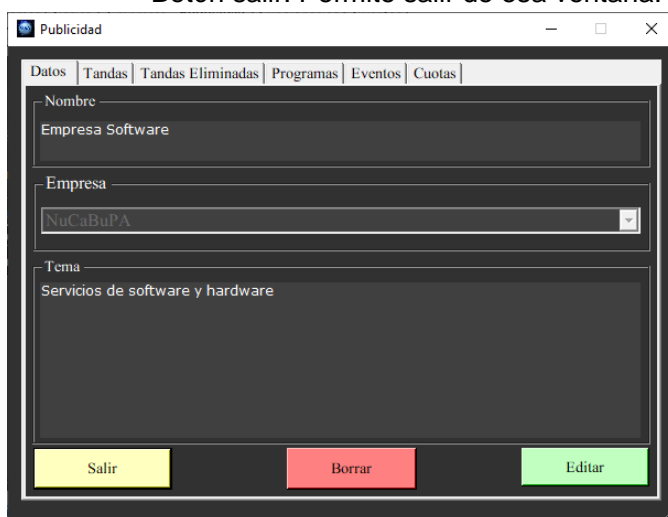 Botón salir: Permite salir de esa ventana.
Publicidad
Datos Tandas Tandas Eliminadas Programas Eventos Cuotas
Nombre
Empresa Software
Empresa
NuCaBuPA
Tema
Servicios de software y hardware
Salir Borrar Editar